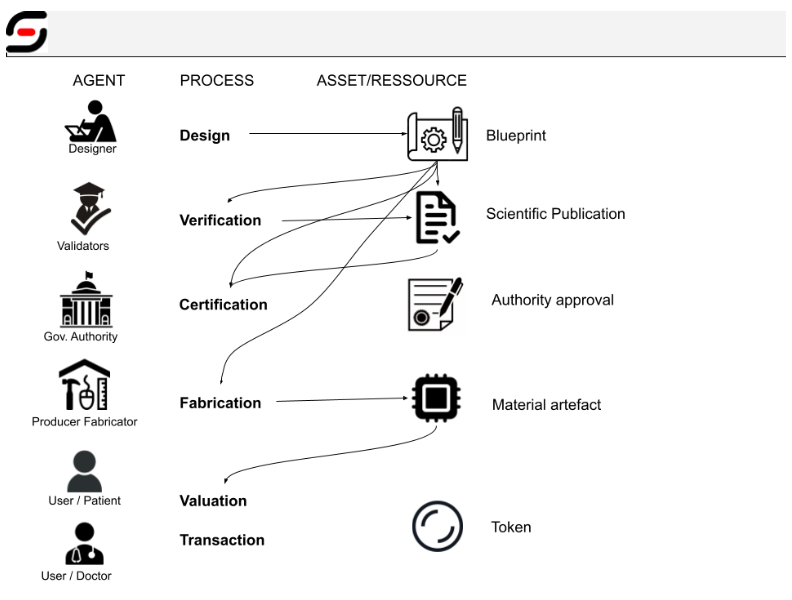 AGENT PROCESS ASSET/RESSOURCE
Designer
Design
Blueprint
Validators
Verification
Scientific Publication
Gov. Authority
Certification
Authority approval
Producer Fabricator
Fabrication
Material artefact
User / Patient
Valuation
Transaction
Token
User / Doctor